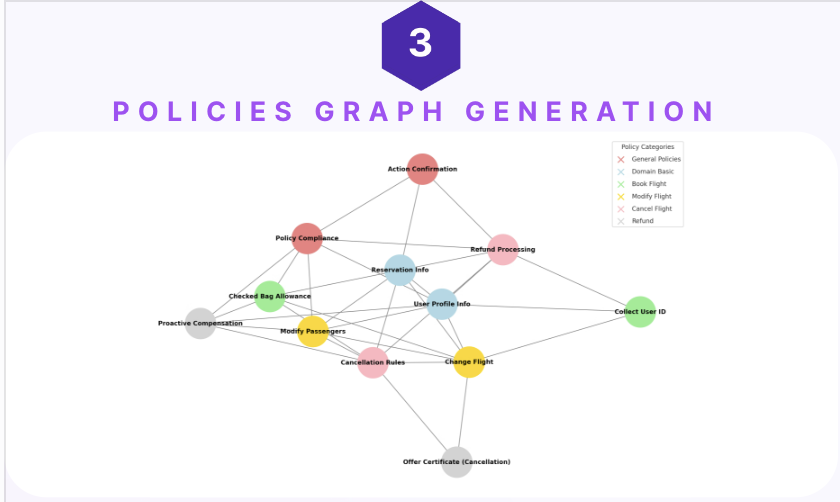 3
POLICIES GRAPH GENERATION
Policy Categories
General Policies
Domain Basic
Book Flight
Modify Flight
Cancel Flight
Refund
Action Confirmation
Policy Compliance
Refund Processing
Reservation Info
Checked Bag Allowance
User Profile Info
Collect User ID
Proactive Compensation
Modify Passengers
Cancellation Rules
Change Flight
Offer Certificate (Cancellation)